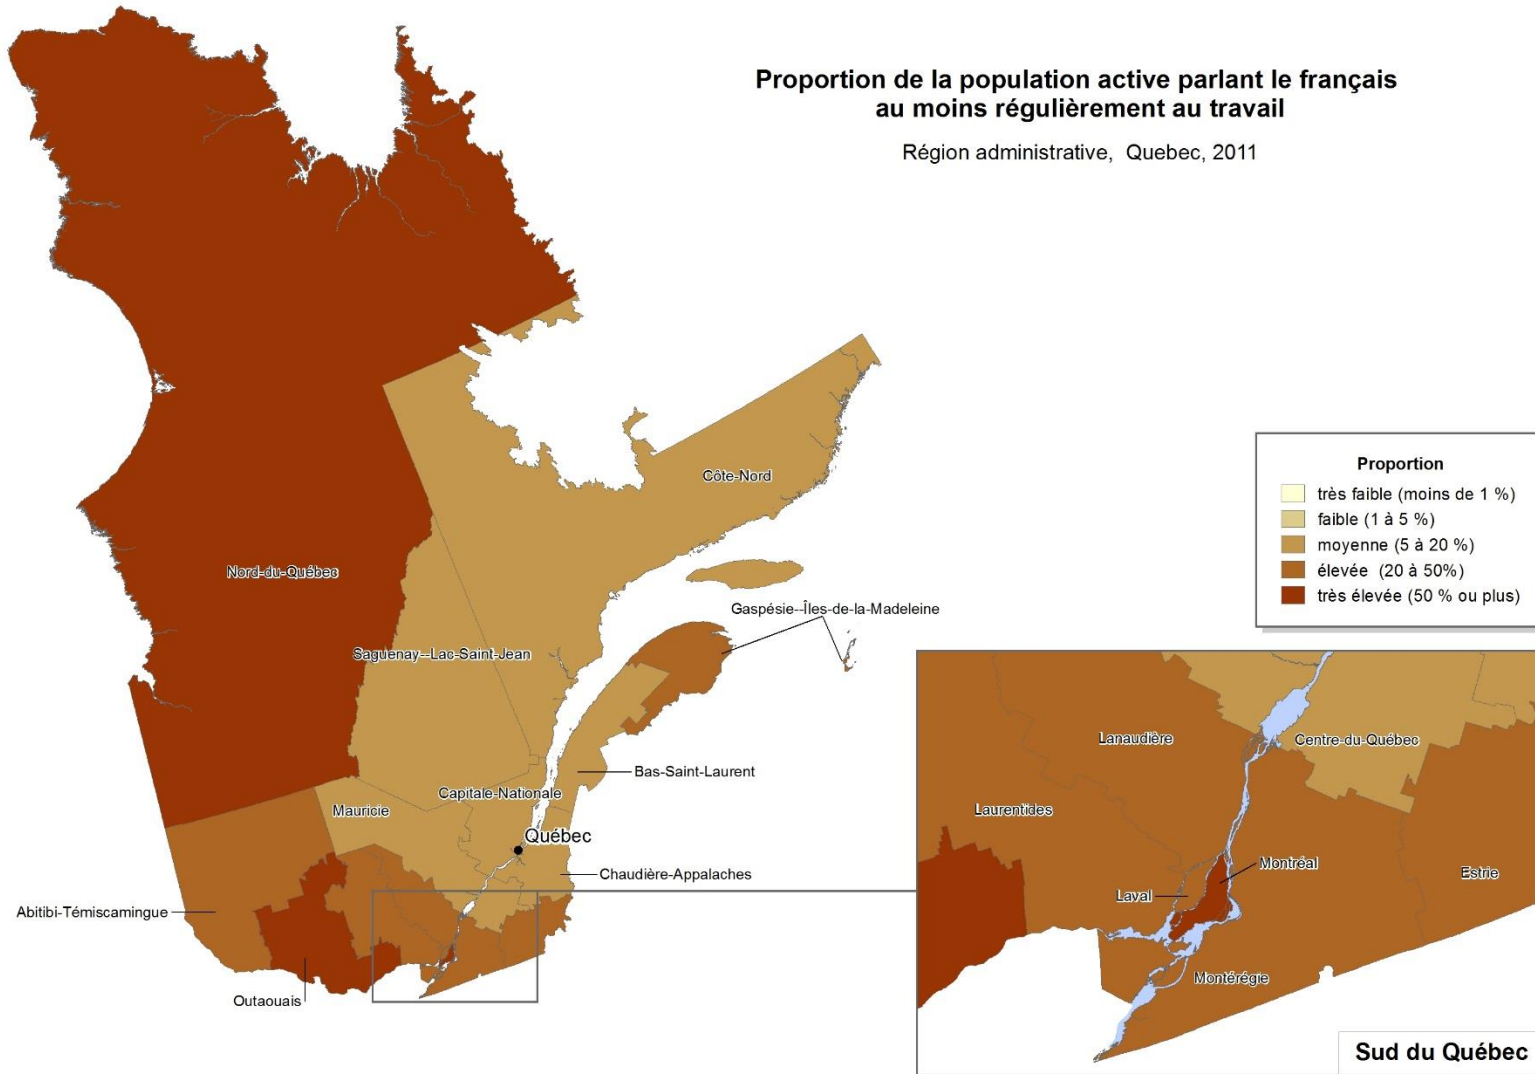 Proportion de la population active parlant le français
au moins régulièrement au travail
Région administrative, Quebec, 2011
Côte-Nord
Nord-du-Québec
Gaspésie--Îles-de-la-Madeleine
Saguenay--Lac-Saint-Jean
Bas-Saint-Laurent
Capitale-Nationale
Mauricie
Québec
Chaudière-Appalaches
Abitibi-Témiscamingue
Outaouais
Proportion
très faible (moins de 1 %)
faible (1 à 5 %)
moyenne (5 à 20 %)
élevée (20 à 50%)
très élevée (50 % ou plus)
Lanaudière
Centre-du-Québec
Laurentides
Montréal
Estrie
Laval
Montérégie
Sud du Québec